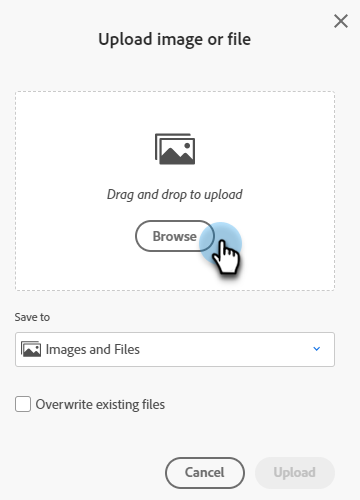 Upload image or file
Drag and drop to upload
Browse
Save to
Images and Files
Overwrite existing files
Cancel
Upload